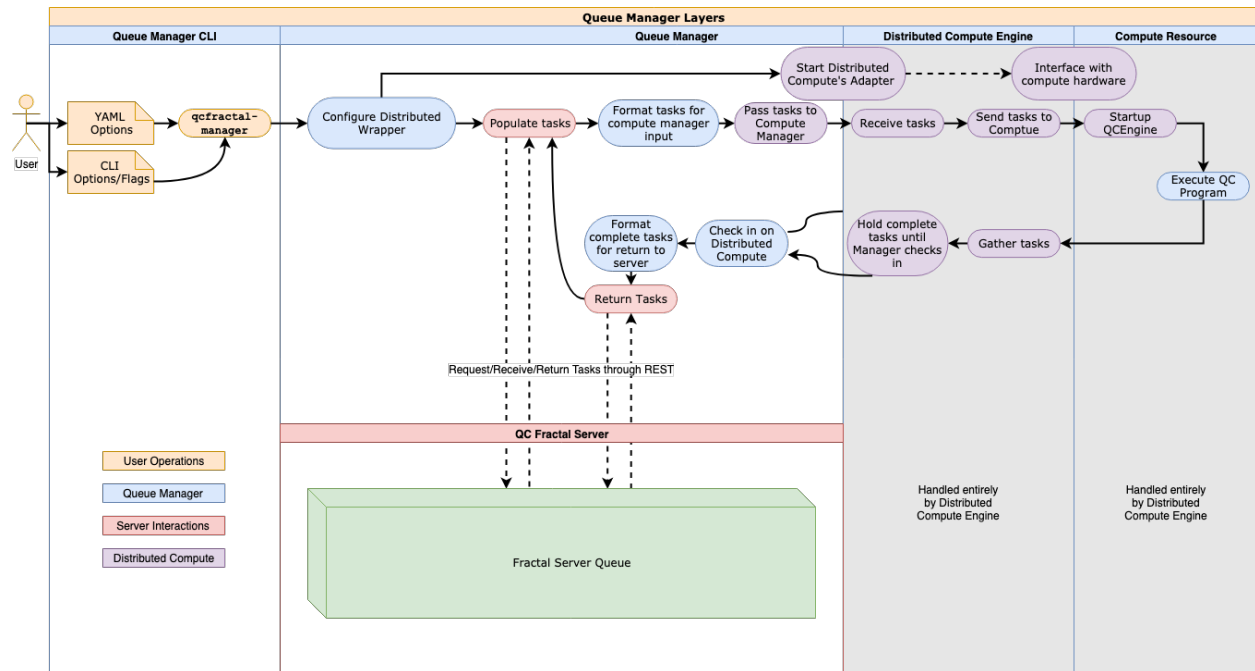 Queue Manager Layers
Queue Manager CLI
Queue Manager
Distributed Compute Engine
Compute Resource
Start Distributed
Compute's Adapter
Interface with
compute hardware
User
YAML
Options
CLI
Options/Flags
qcfractal-
manager
Configure Distributed
Wrapper
Populate tasks
Format tasks for
compute manager
input
Pass tasks to
Compute
Manager
Receive tasks
Send tasks to
Comptue
Startup
QCEngine
Execute QC
Program
Gather tasks
Hold complete
tasks until
Manager checks
in
Check in on
Distributed
Compute
Format
complete tasks
for return to
server
Return Tasks
Request/Receive/Return Tasks through REST
QC Fractal Server
Fractal Server Queue
User Operations
Queue Manager
Server Interactions
Distributed Compute
Handled entirely
by Distributed
Compute Engine
Handled entirely
by Distributed
Compute Engine